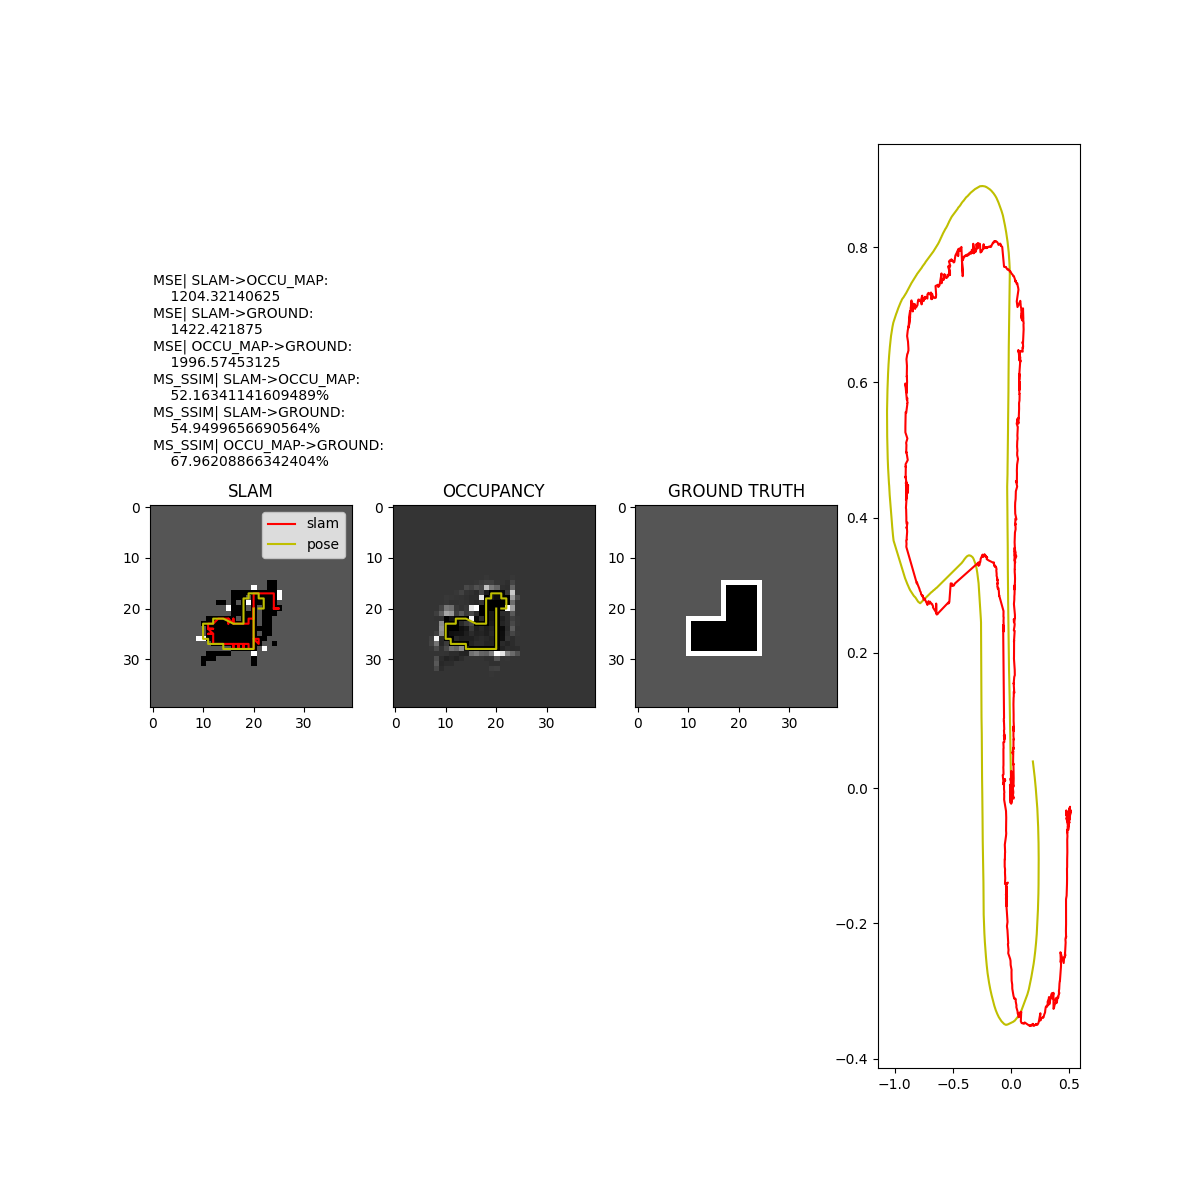 MSE| SLAM->OCCU_MAP:
1204.32140625
MSE| SLAM->GROUND:
1422.421875
MSE| OCCU_MAP->GROUND:
1996.57453125
MS_SSIM| SLAM->OCCU_MAP:
52.16341141609489%
MS_SSIM| SLAM->GROUND:
54.9499656690564%
MS_SSIM| OCCU_MAP->GROUND:
67.96208866342404%
SLAM
slam
pose
0
10
20
30
0 10 20 30
OCCUPANCY
0
10
20
30
0 10 20 30
GROUND TRUTH
0
10
20
30
0 10 20 30
0.8
0.6
0.4
0.2
0.0
−0.2
−0.4
−1.0 −0.5 0.0 0.5